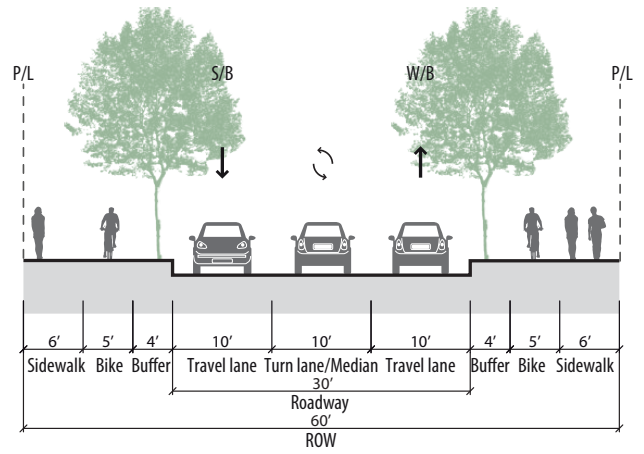 P/L S/B W/B P/L
6’ 5’ 4’ 10’ 10’ 10’ 4’ 5’ 6’
Sidewalk Bike Buffer Travel lane Turn lane/Median Travel lane Buffer Bike Sidewalk
30’
Roadway
60’
ROW